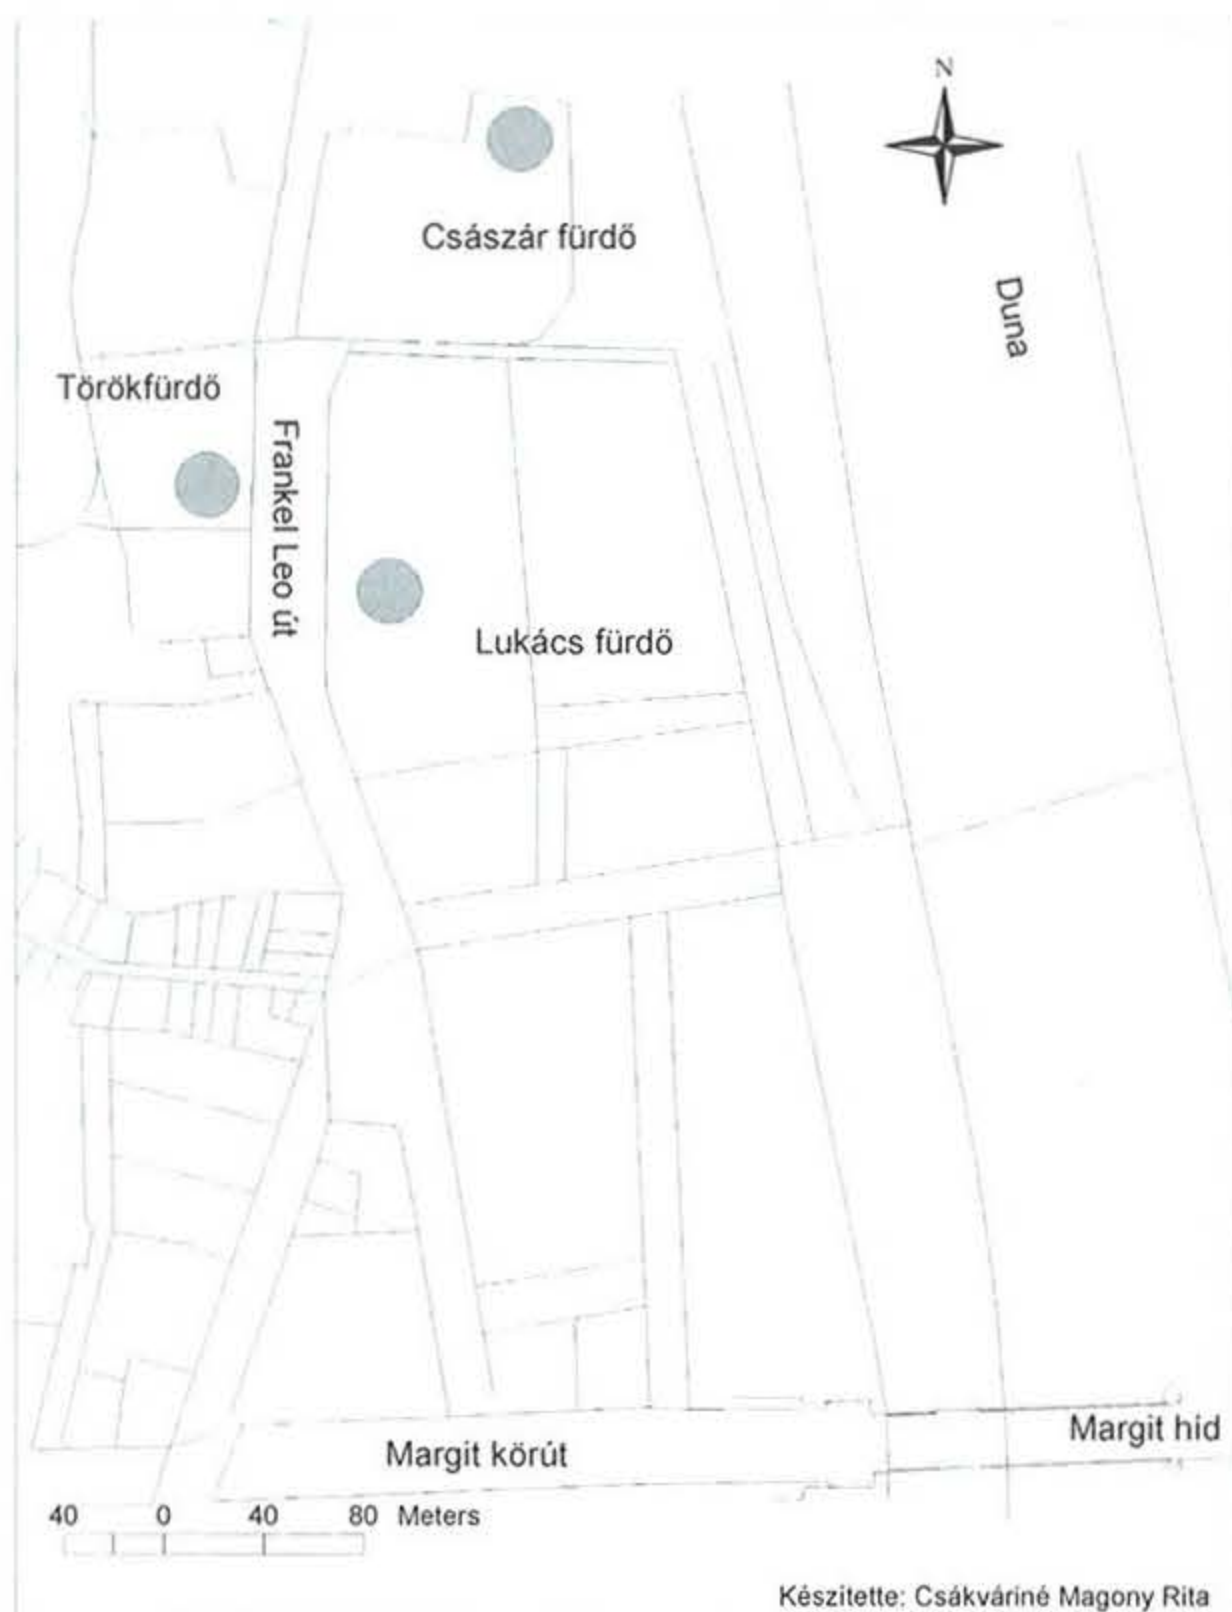 N
Császár fürdő
Duna
Törökfürdő
Frankel Leo út
Lukács fürdő
Margit körút
Margit híd
40 0 40 80 Meters
Készítette: Csákváriné Magony Rita